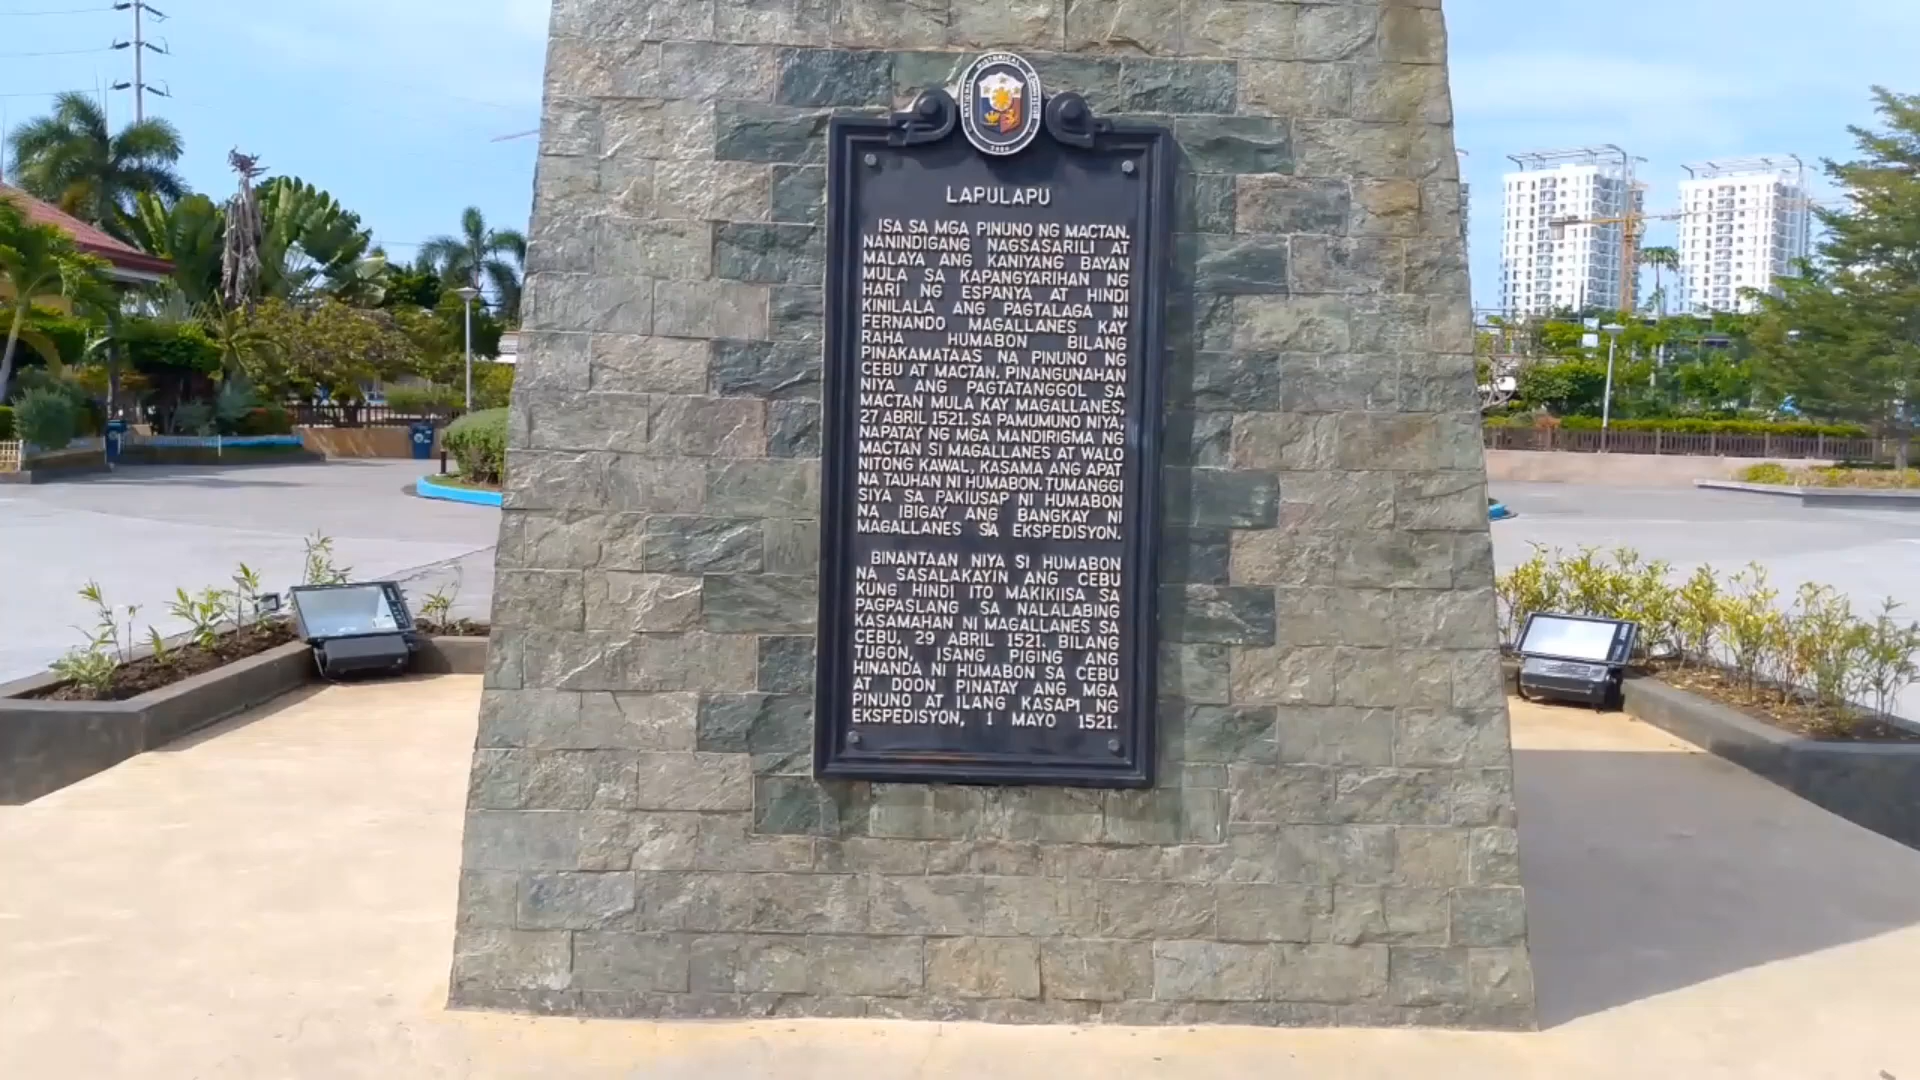 NATIONAL HISTORICAL COMMISSION
LAPULAPU
ISA SA MGA PINUNO NG MACTAN.
NANINDIGANG NAGSASARILI AT
MALAYA ANG KANIYANG BAYAN
MULA SA KAPANGYARIHAN NG
HARI NG ESPANYA AT HINDI
KINILALA ANG PAGTALAGA NI
FERNANDO MAGALLANES KAY
RAHA HUMABON BILANG
PINAKAMATAAS NA PINUNO NG
CEBU AT MACTAN. PINANGUNAHAN
NIYA ANG PAGTATANGGOL SA
MACTAN MULA KAY MAGALLANES,
27 ABRIL 1521. SA PAMUMUNO NIYA,
NAPATAY NG MGA MANDIRIGMA NG
MACTAN SI MAGALLANES AT WALO
NITONG KAWAL, KASAMA ANG APAT
NA TAUHAN NI HUMABON. TUMANGGI
SIYA SA PAKIUSAP NI HUMABON
NA IBIGAY ANG BANGKAY NI
MAGALLANES SA EKSPEDISYON.
BINANTAAN NIYA SI HUMABON
NA SASALAKAYIN ANG CEBU
KUNG HINDI ITO MAKIKIISA SA
PAGPASLANG SA NALALABING
KASAMAHAN NI MAGALLANES SA
CEBU, 29 ABRIL 1521. BILANG
TUGON, ISANG PIGING ANG
HINANDA NI HUMABON SA CEBU
AT DOON PINATAY ANG MGA
PINUNO AT ILANG KASAPI NG
EKSPEDISYON, 1 MAYO 1521.